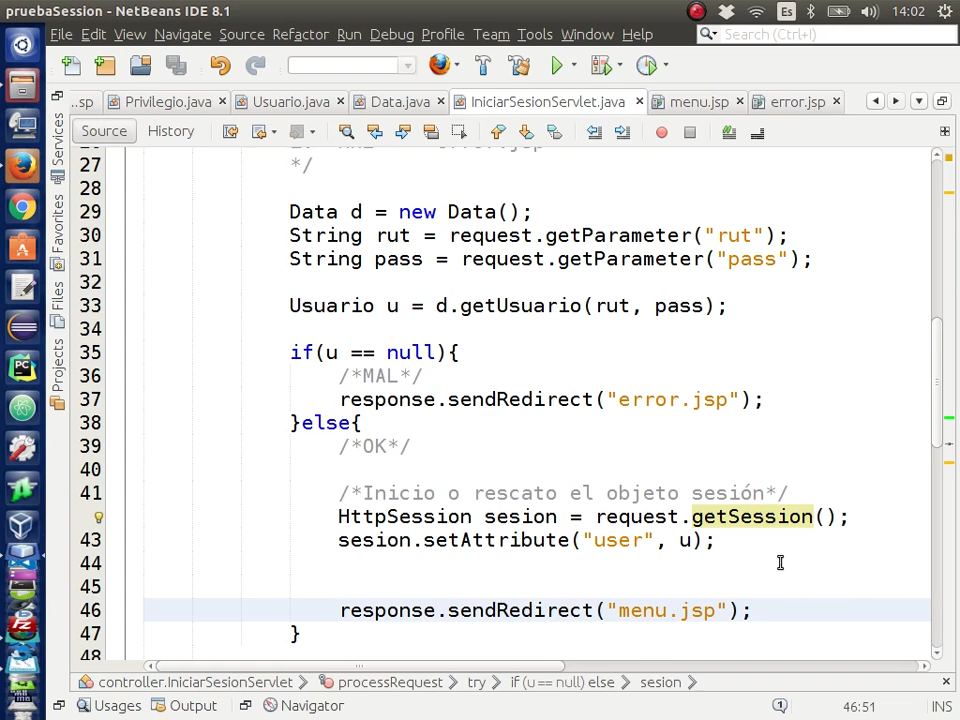 pruebaSession - NetBeans IDE 8.1
Es
14:02
File Edit View Navigate Source Refactor Run Debug Profile Team Tools Window Help
Search (Ctrl+I)
..sp Privilegio.java Usuario.java Data.java IniciarSesionServlet.java menu.jsp error.jsp
Source History
Services
Favorites
Files
Projects
27 */
28
29 Data d = new Data();
30 String rut = request.getParameter("rut");
31 String pass = request.getParameter("pass");
32
33 Usuario u = d.getUsuario(rut, pass);
34
35 if(u == null){
36 /*MAL*/
37 response.sendRedirect("error.jsp");
38 }else{
39 /*OK*/
40
41 /*Inicio o rescato el objeto sesión*/
HttpSession sesion = request.getSession();
43 sesion.setAttribute("user", u);
44
45
46 response.sendRedirect("menu.jsp");
47 }
48
controller.IniciarSesionServlet processRequest try if (u == null) else sesion
Usages Output Navigator
1
46:51
INS